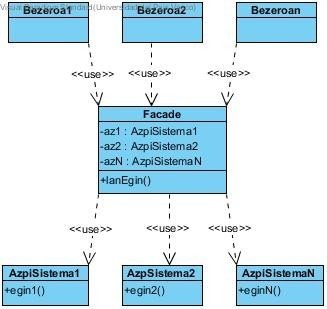 Bezeroa1
Bezeroa2
Bezeroan
<<use>>
<<use>>
<<use>>
Facade
-az1 : AzpiSistema1
-az2 : AzpiSistema2
-azN : AzpiSistemaN
+lanEgin()
<<use>>
<<use>>
<<use>>
AzpiSistema1
+egin1()
AzpSistema2
+egin2()
AzpiSistemaN
+eginN()